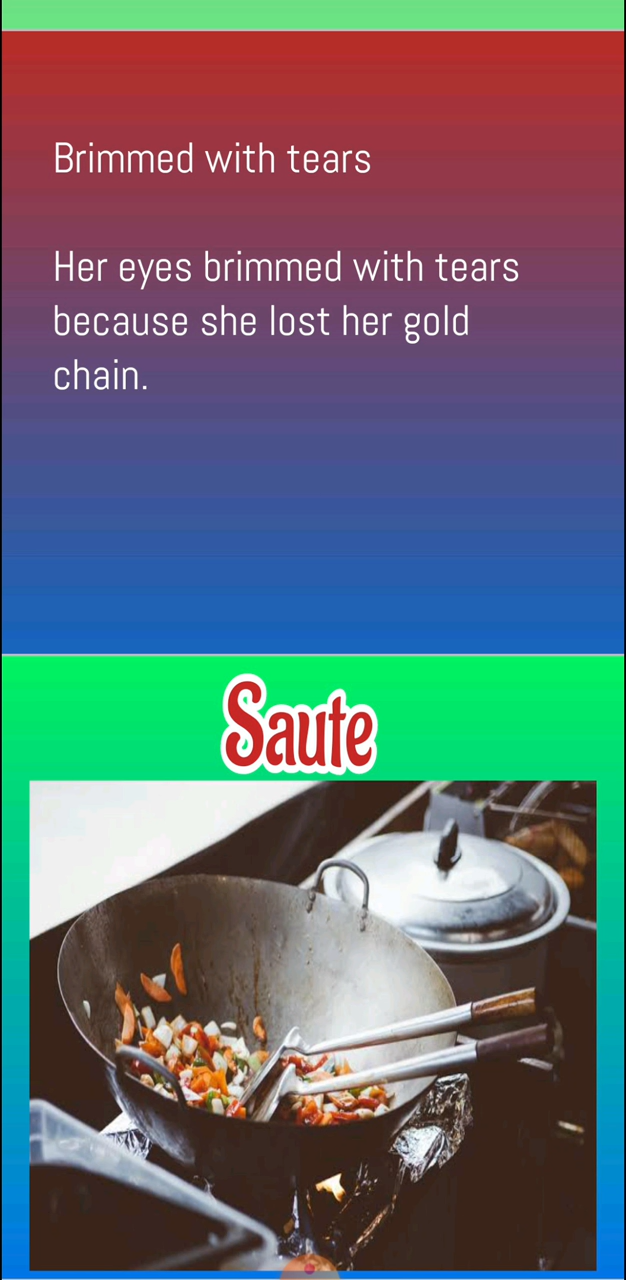 Brimmed with tears
Her eyes brimmed with tears
because she lost her gold
chain.
Saute